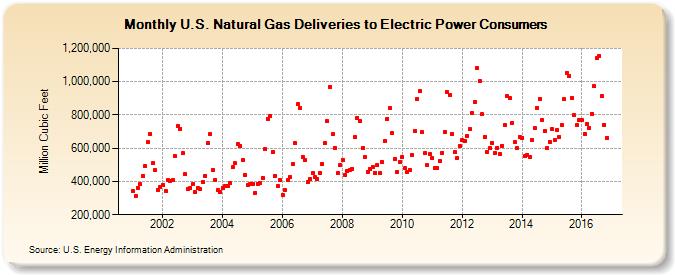 Monthly U.S. Natural Gas Deliveries to Electric Power Consumers
Million Cubic Feet
1,200,000
1,000,000
800,000
600,000
400,000
200,000
2002 2004 2006 2008 2010 2012 2014 2016
Source: U.S. Energy Information Administration